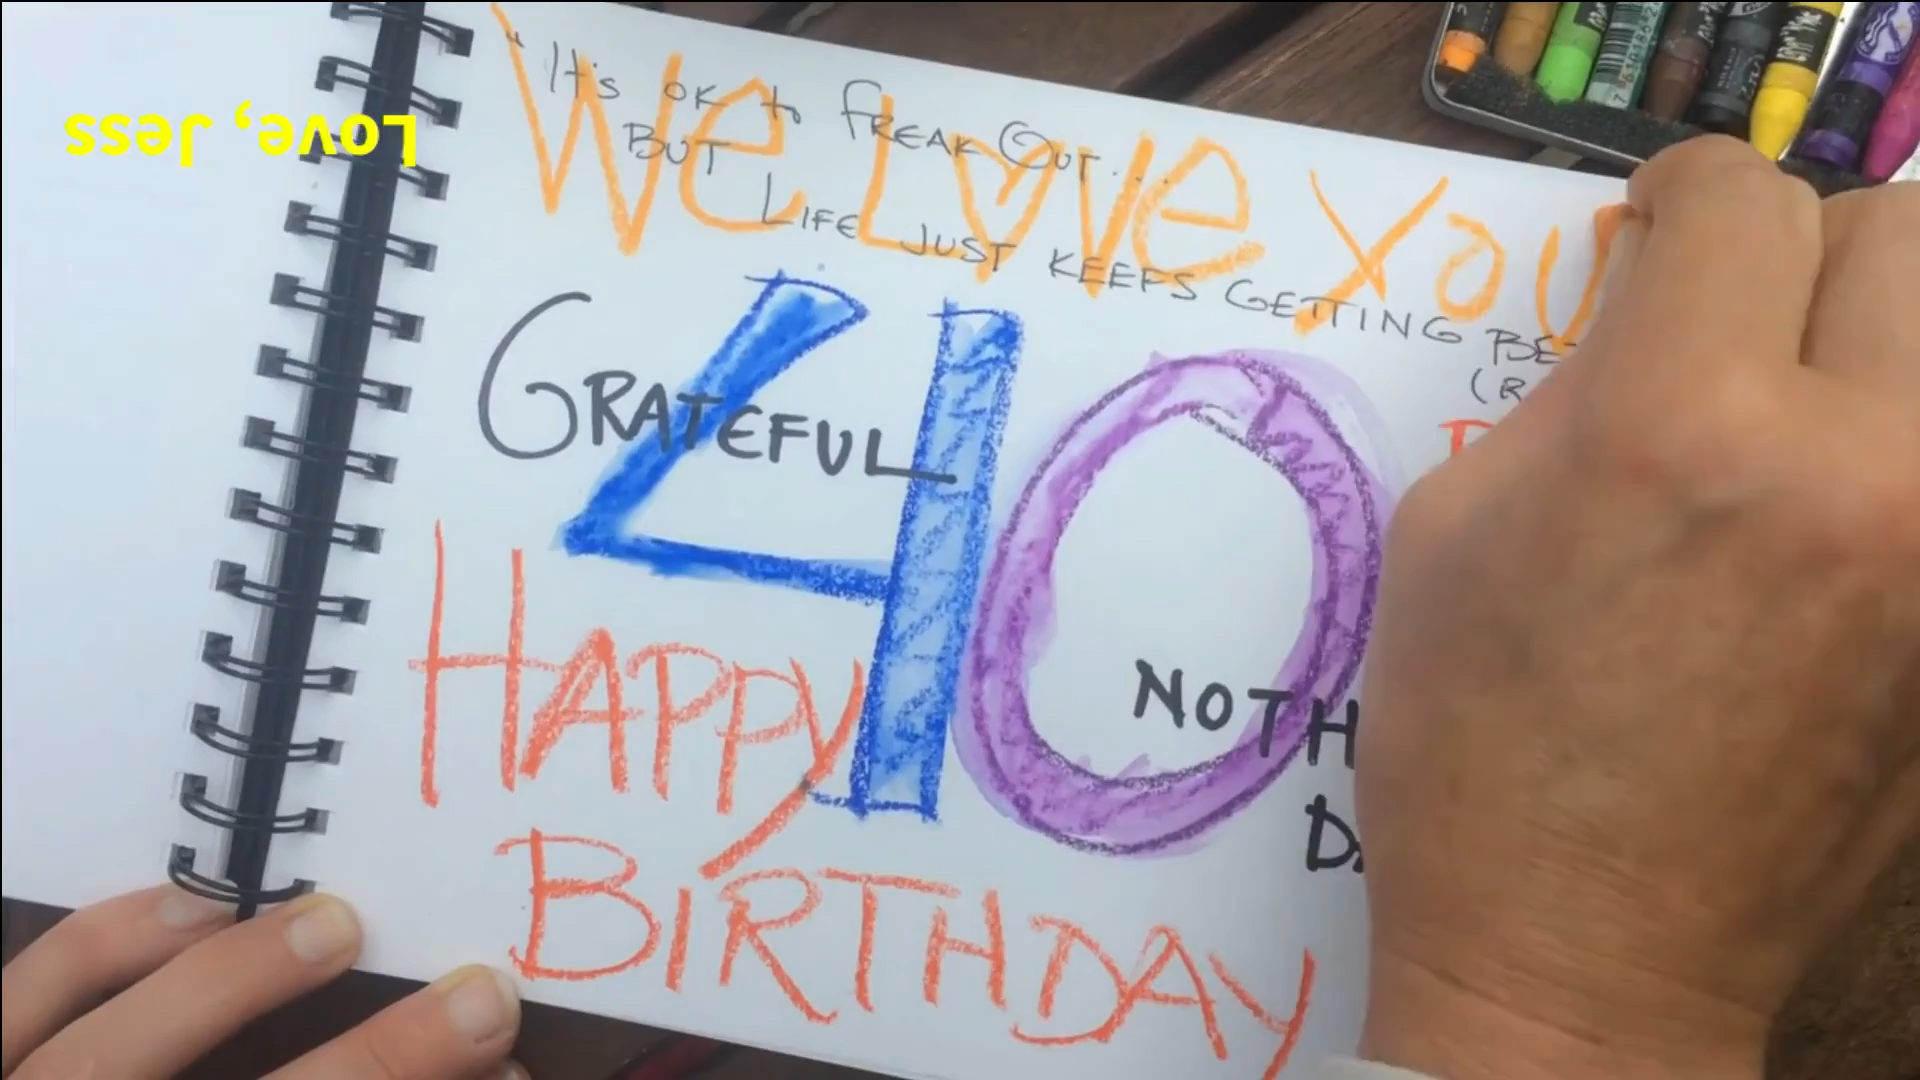 Love, Jess
We Love You
"It's ok to FREAK OUT....
BUT LIFE JUST KEEPS GETTING
GRATEFUL
40
NOTH
HAPPY
BIRTHDAY